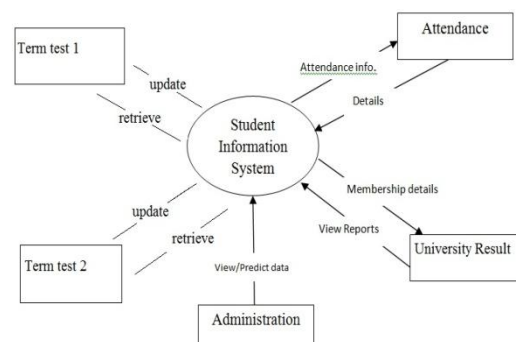 Term test 1
Attendance
update
Attendance info.
retrieve
Details
Student
Information
System
Membership details
update
retrieve
View Reports
Term test 2
View/Predict data
University Result
Administration